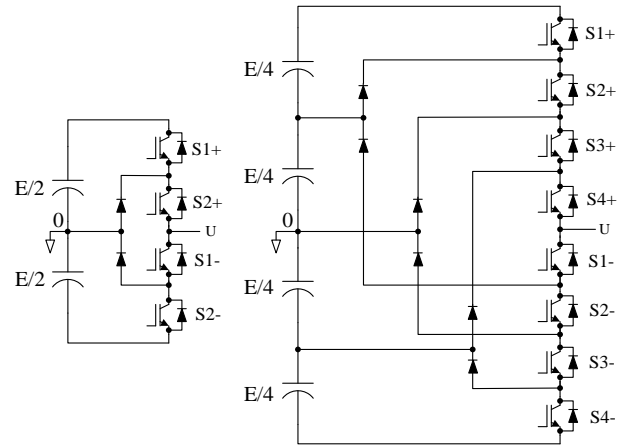 E/2
0
E/2
S1+
S2+
U
S1-
S2-
E/4
E/4
0
E/4
E/4
S1+
S2+
S3+
S4+
U
S1-
S2-
S3-
S4-